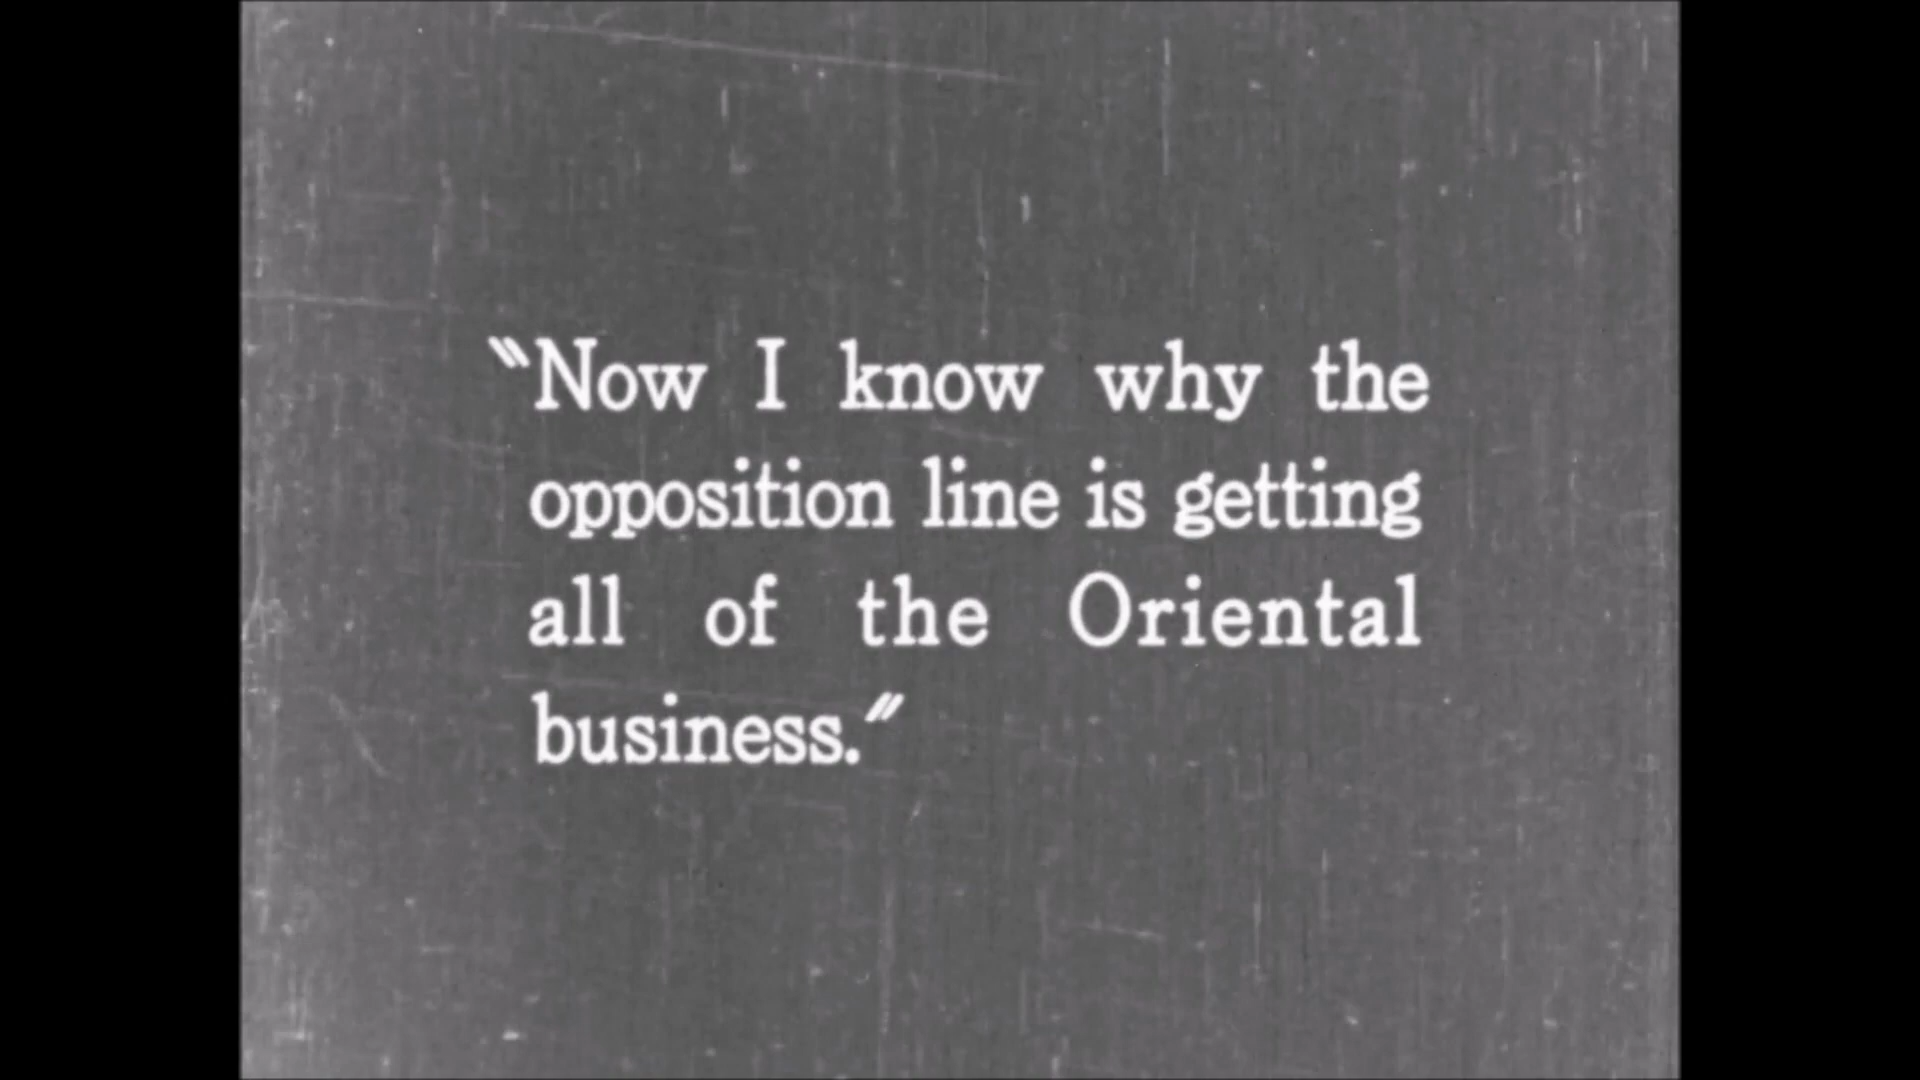 "Now I know why the
opposition line is getting
all of the Oriental
business."